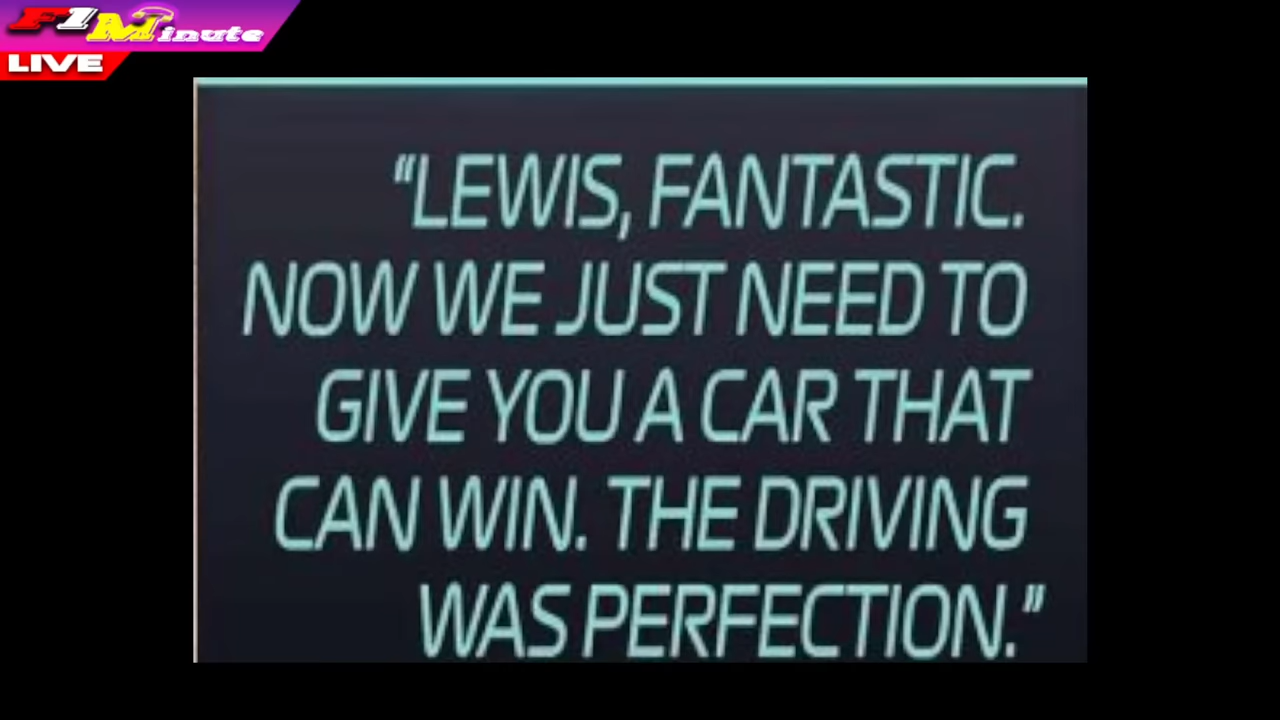 F1Minute
LIVE
"LEWIS, FANTASTIC.
NOW WE JUST NEED TO
GIVE YOU A CAR THAT
CAN WIN. THE DRIVING
WAS PERFECTION."